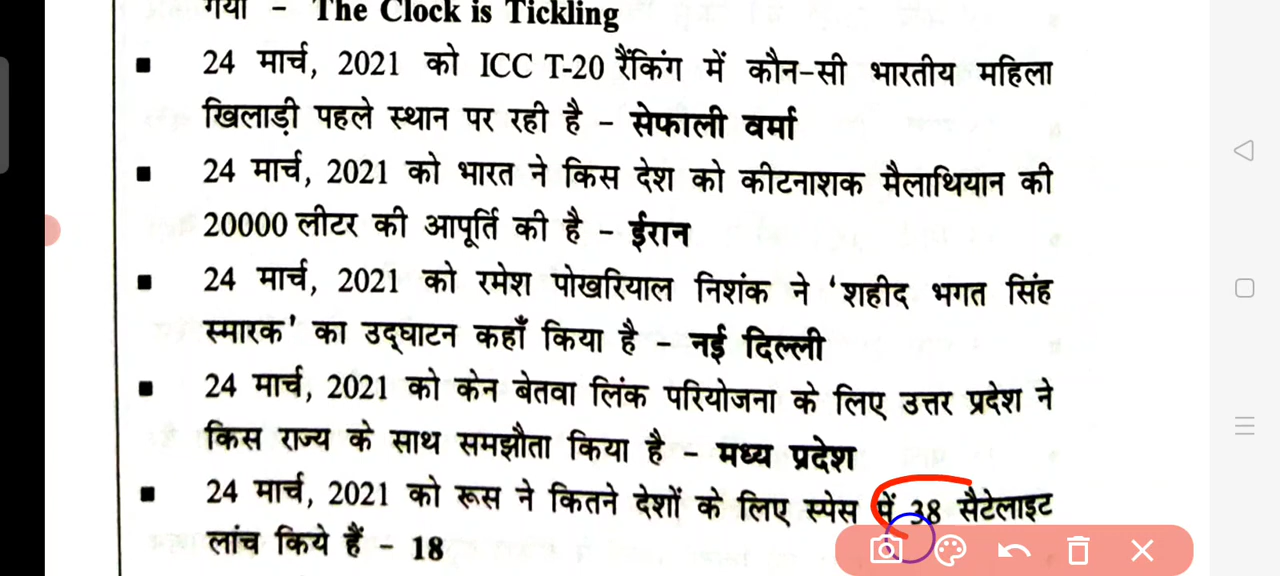 गया - The Clock is Tickling
▪ 24 मार्च, 2021 को ICC T-20 रैंकिंग में कौन-सी भारतीय महिला
खिलाड़ी पहले स्थान पर रही है - सेफाली वर्मा
▪ 24 मार्च, 2021 को भारत ने किस देश को कीटनाशक मैलाथियान की
20000 लीटर की आपूर्ति की है - ईरान
▪ 24 मार्च, 2021 को रमेश पोखरियाल निशंक ने ‘शहीद भगत सिंह
स्मारक’ का उद्‌घाटन कहाँ किया है - नई दिल्ली
▪ 24 मार्च, 2021 को केन बेतवा लिंक परियोजना के लिए उत्तर प्रदेश ने
किस राज्य के साथ समझौता किया है - मध्य प्रदेश
▪ 24 मार्च, 2021 को रूस ने कितने देशों के लिए स्पेस में 38 सैटेलाइट
लांच किये हैं - 18